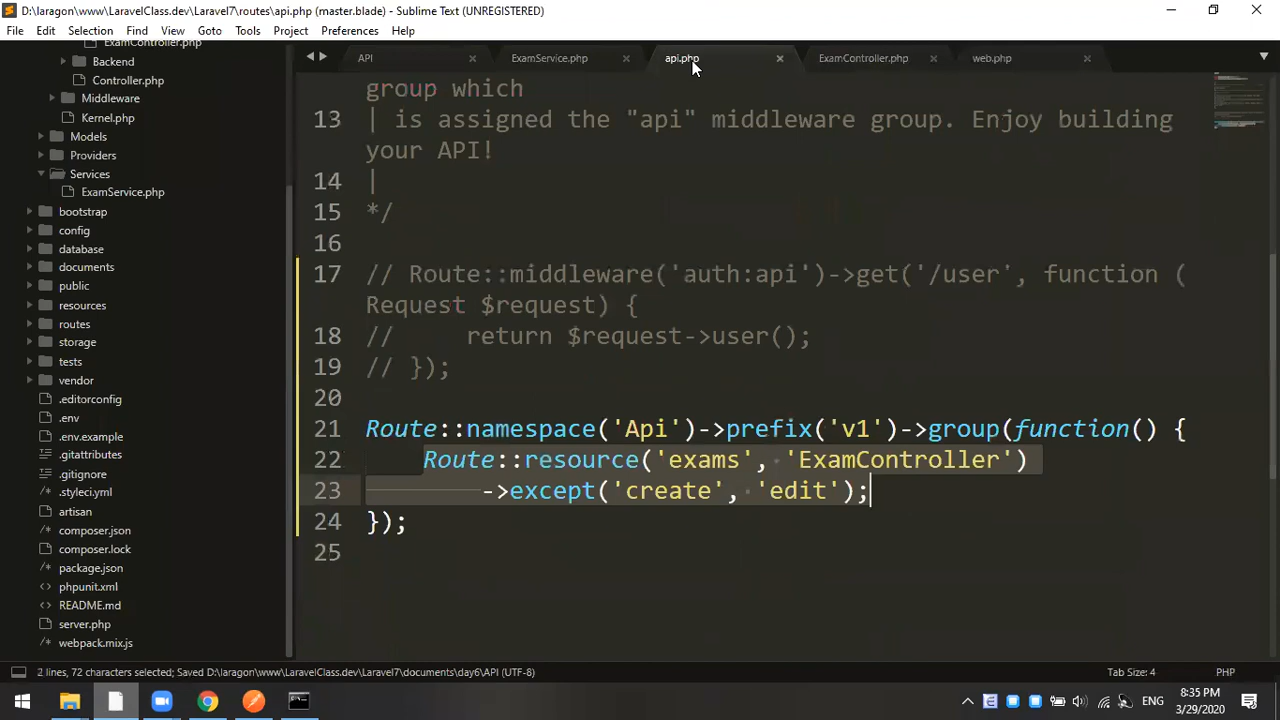 D:\laragon\www\LaravelClass.dev\Laravel7\routes\api.php (master.blade) - Sublime Text (UNREGISTERED)
File Edit Selection Find View Goto Tools Project Preferences Help
ExamController.php
Backend
Controller.php
Middleware
Kernel.php
Models
Providers
Services
ExamService.php
bootstrap
config
database
documents
public
resources
routes
storage
tests
vendor
.editorconfig
.env
.env.example
.gitattributes
.gitignore
.styleci.yml
artisan
composer.json
composer.lock
package.json
phpunit.xml
README.md
server.php
webpack.mix.js
API ExamService.php api.php ExamController.php web.php
group which
13 | is assigned the "api" middleware group. Enjoy building
your API!
14 |
15 */
16
17 // Route::middleware('auth:api')->get('/user', function (
Request $request) {
18 //     return $request->user();
19 // });
20
21 Route::namespace('Api')->prefix('v1')->group(function() {
22     Route::resource('exams', 'ExamController')
23         ->except('create', 'edit');
24 });
25
2 lines, 72 characters selected; Saved D:\laragon\www\LaravelClass.dev\Laravel7\documents\day6\API (UTF-8) Tab Size: 4 PHP
ENG 8:35 PM
3/29/2020